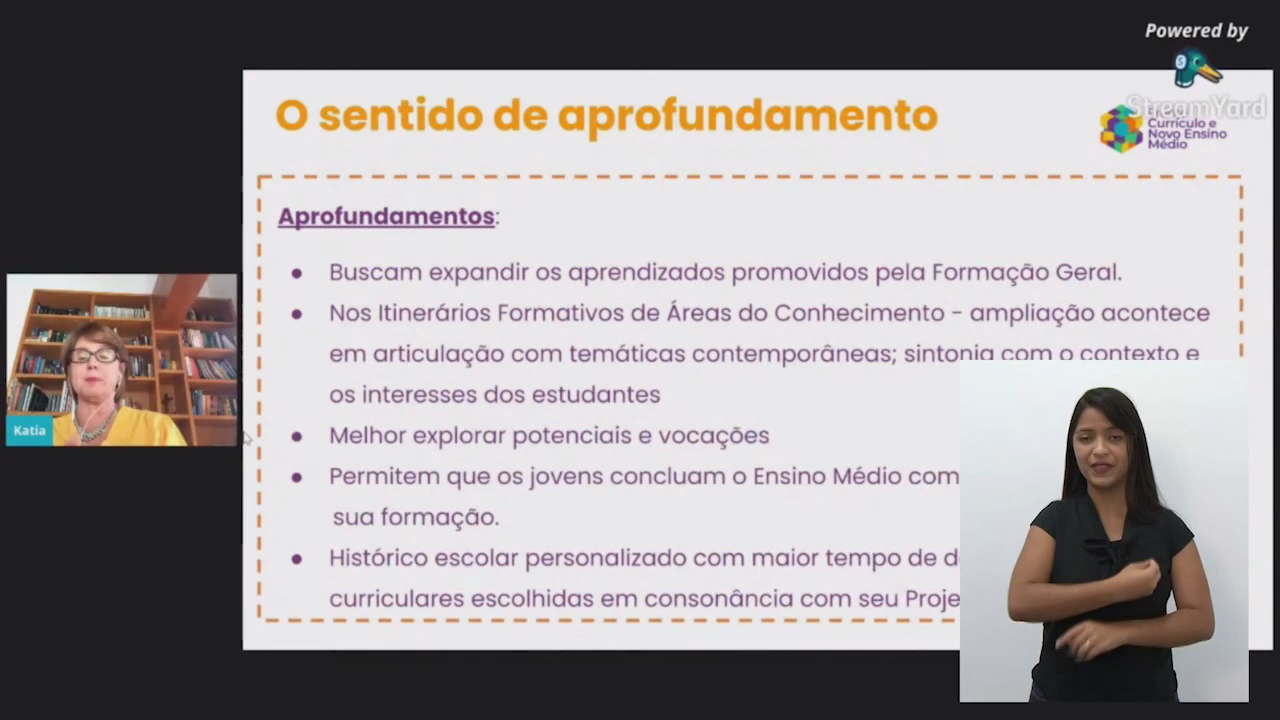 Powered by
StreamYard
O sentido de aprofundamento
Currículo e
Novo Ensino
Médio
Aprofundamentos:
● Buscam expandir os aprendizados promovidos pela Formação Geral.
● Nos Itinerários Formativos de Áreas do Conhecimento - ampliação acontece
em articulação com temáticas contemporâneas; sintonia com o contexto e
os interesses dos estudantes
● Melhor explorar potenciais e vocações
● Permitem que os jovens concluam o Ensino Médio com
sua formação.
● Histórico escolar personalizado com maior tempo de
curriculares escolhidas em consonância com seu
Katia